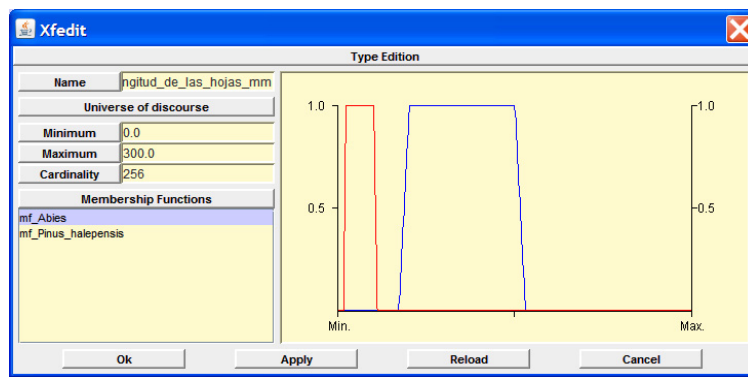 Xfedit
Type Edition
Name ngitud_de_las_hojas_mm
Universe of discourse
Minimum 0.0
Maximum 300.0
Cardinality 256
Membership Functions
mf_Abies
mf_Pinus_halepensis
1.0 1.0
0.5 0.5
Min. Max.
Ok Apply Reload Cancel